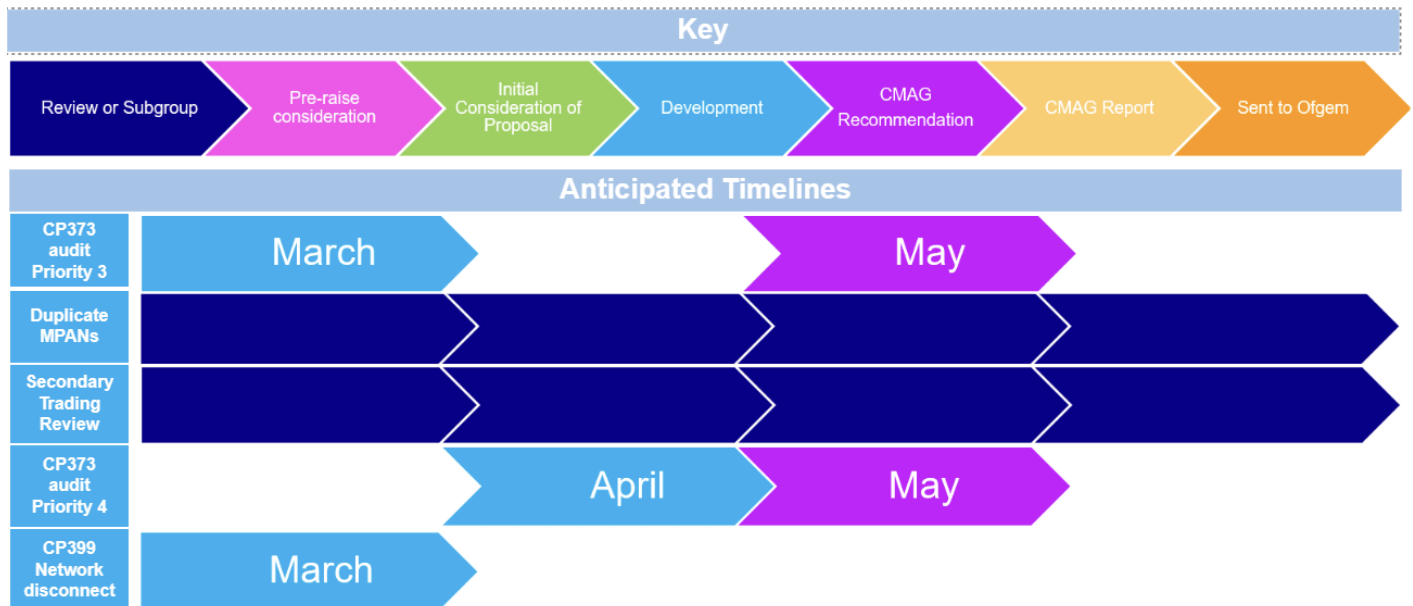 Key
Review or Subgroup
Pre-raise
consideration
Initial
Consideration of
Proposal
Development
CMAG
Recommendation
CMAG Report
Sent to Ofgem
Anticipated Timelines
CP373
audit
Priority 3
March
May
Duplicate
MPANs
Secondary
Trading
Review
CP373
audit
Priority 4
April
May
CP399
Network
disconnect
March